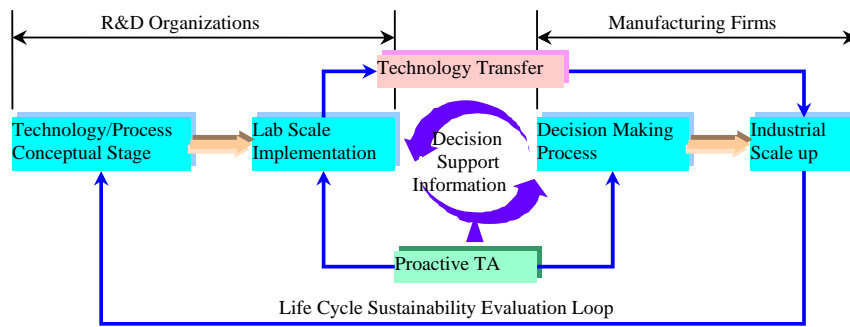 R&D Organizations
Manufacturing Firms
Technology Transfer
Technology/Process
Conceptual Stage
Lab Scale
Implementation
Decision
Support
Information
Decision Making
Process
Industrial
Scale up
Proactive TA
Life Cycle Sustainability Evaluation Loop